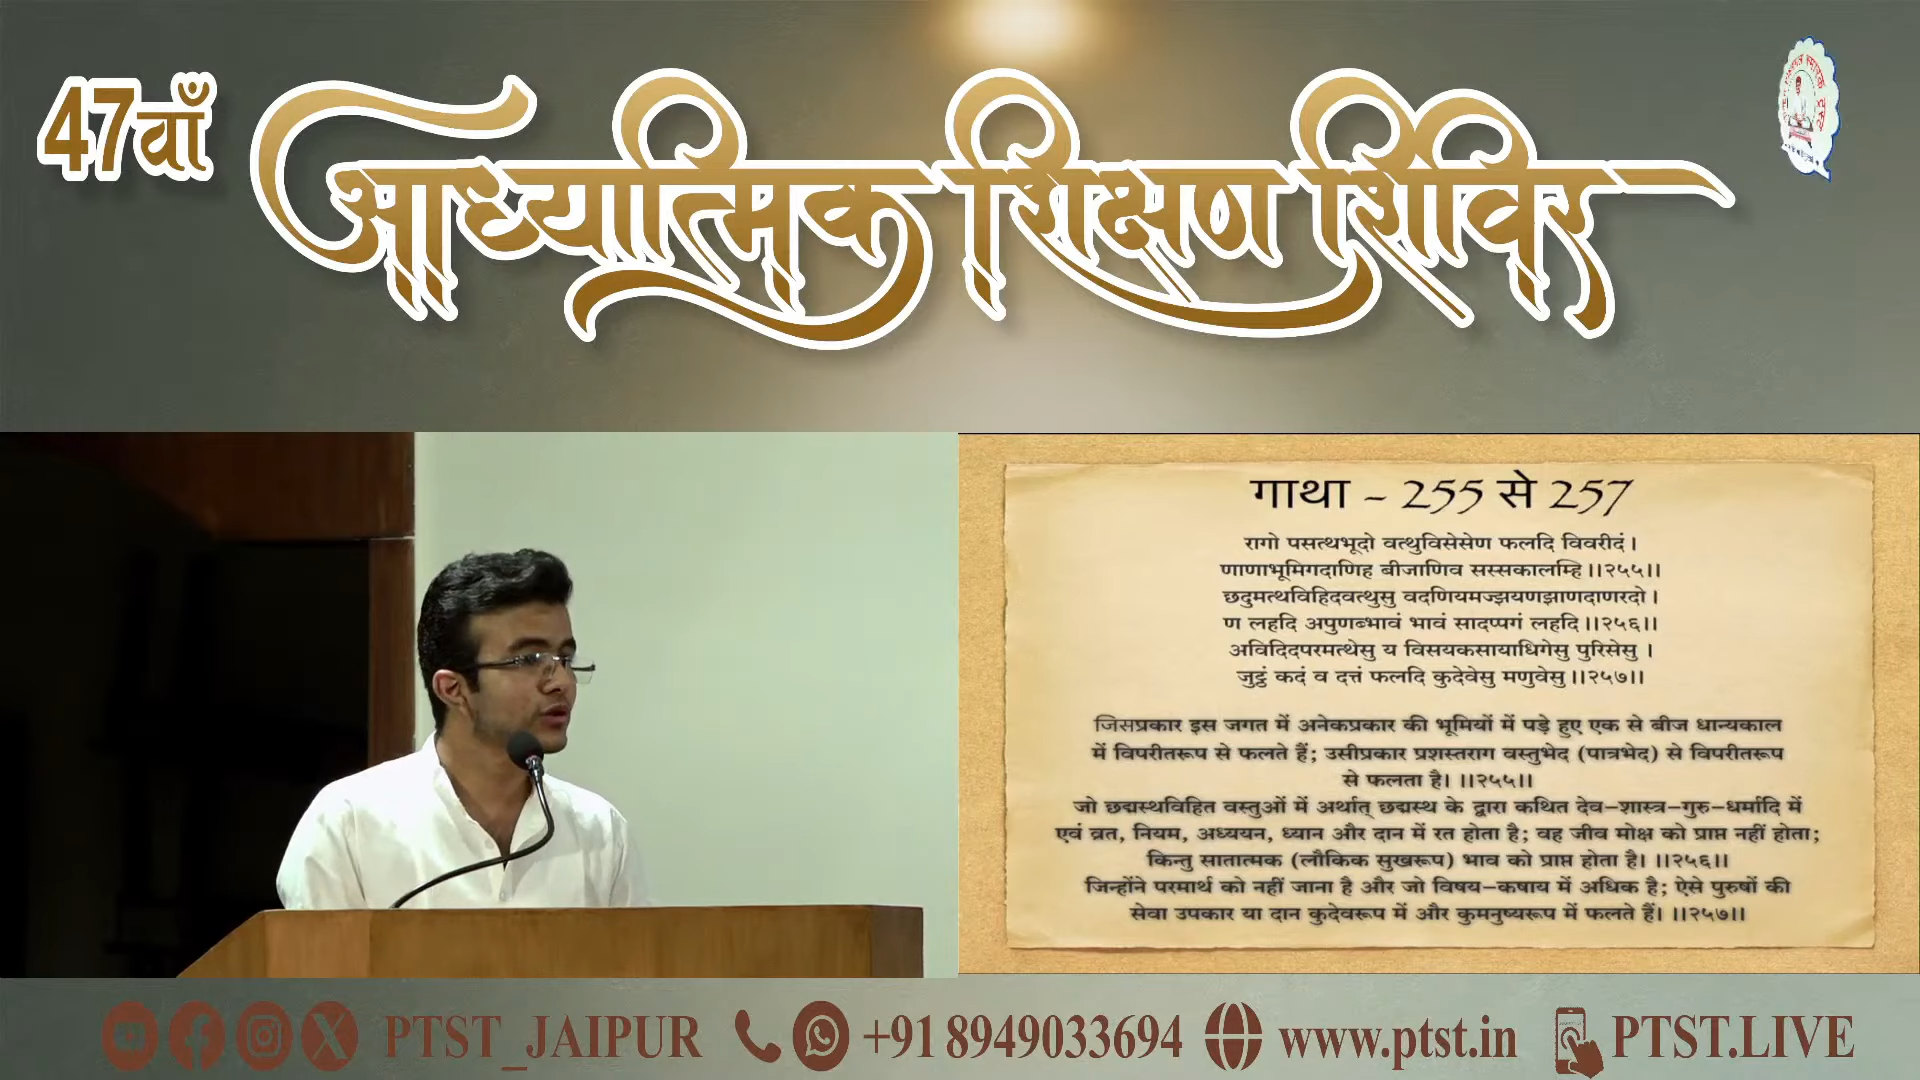 47वाँ
आध्यात्मिक शिक्षण शिविर
गाथा - 255 से 257
रागो पसत्थभूदो वत्थुविसेसेण फलदि विवरीदं।
णाणाभूमिगदाणिह बीजाणिव सस्सकालम्हि।।२५५।।
छदुमत्थविहिदवत्थुसु वदणियमज्झयणझाणदाणरदो।
ण लहदि अपुणब्भावं भावं सादप्पगं लहदि।।२५६।।
अविदिदपरमत्थेसु य विसयकसायाधिगेसु पुरिसेसु ।
जुट्ठं कदं व दत्तं फलदि कुदेवेसु मणुवेसु।।२५७।।
जिसप्रकार इस जगत में अनेकप्रकार की भूमियों में पड़े हुए एक से बीज धान्यकाल
में विपरीतरूप से फलते हैं; उसीप्रकार प्रशस्तराग वस्तुभेद (पात्रभेद) से विपरीतरूप
से फलता है। ।।२५५।।
जो छद्मस्थविहित वस्तुओं में अर्थात् छद्मस्थ के द्वारा कथित देव–शास्त्र–गुरु–धर्मादि में
एवं व्रत, नियम, अध्ययन, ध्यान और दान में रत होता है; वह जीव मोक्ष को प्राप्त नहीं होता;
किन्तु सातात्मक (लौकिक सुखरूप) भाव को प्राप्त होता है। ।।२५६।।
जिन्होंने परमार्थ को नहीं जाना है और जो विषय–कषाय में अधिक है; ऐसे पुरुषों की
सेवा उपकार या दान कुदेवरूप में और कुमनुष्यरूप में फलते हैं। ।।२५७।।
PTST_JAIPUR +91 8949033694 www.ptst.in PTST.LIVE